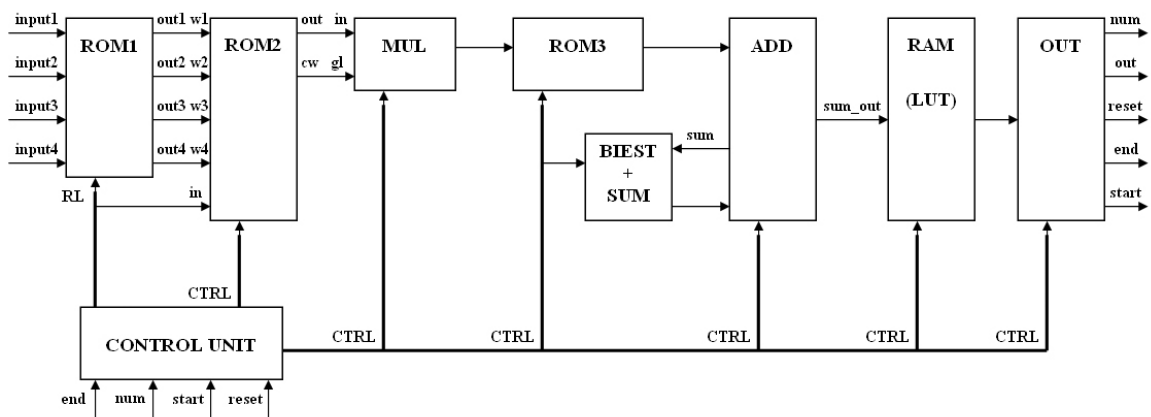 input1
out1 w1
out in
num
ROM1
ROM2
MUL
ROM3
ADD
RAM
OUT
input2
out2 w2
cw gl
out
(LUT)
input3
out3 w3
sum_out
reset
input4
out4 w4
sum
BIEST
end
+
RL
in
SUM
start
CTRL
CONTROL UNIT
CTRL
CTRL
CTRL
CTRL
CTRL
end
num
start
reset